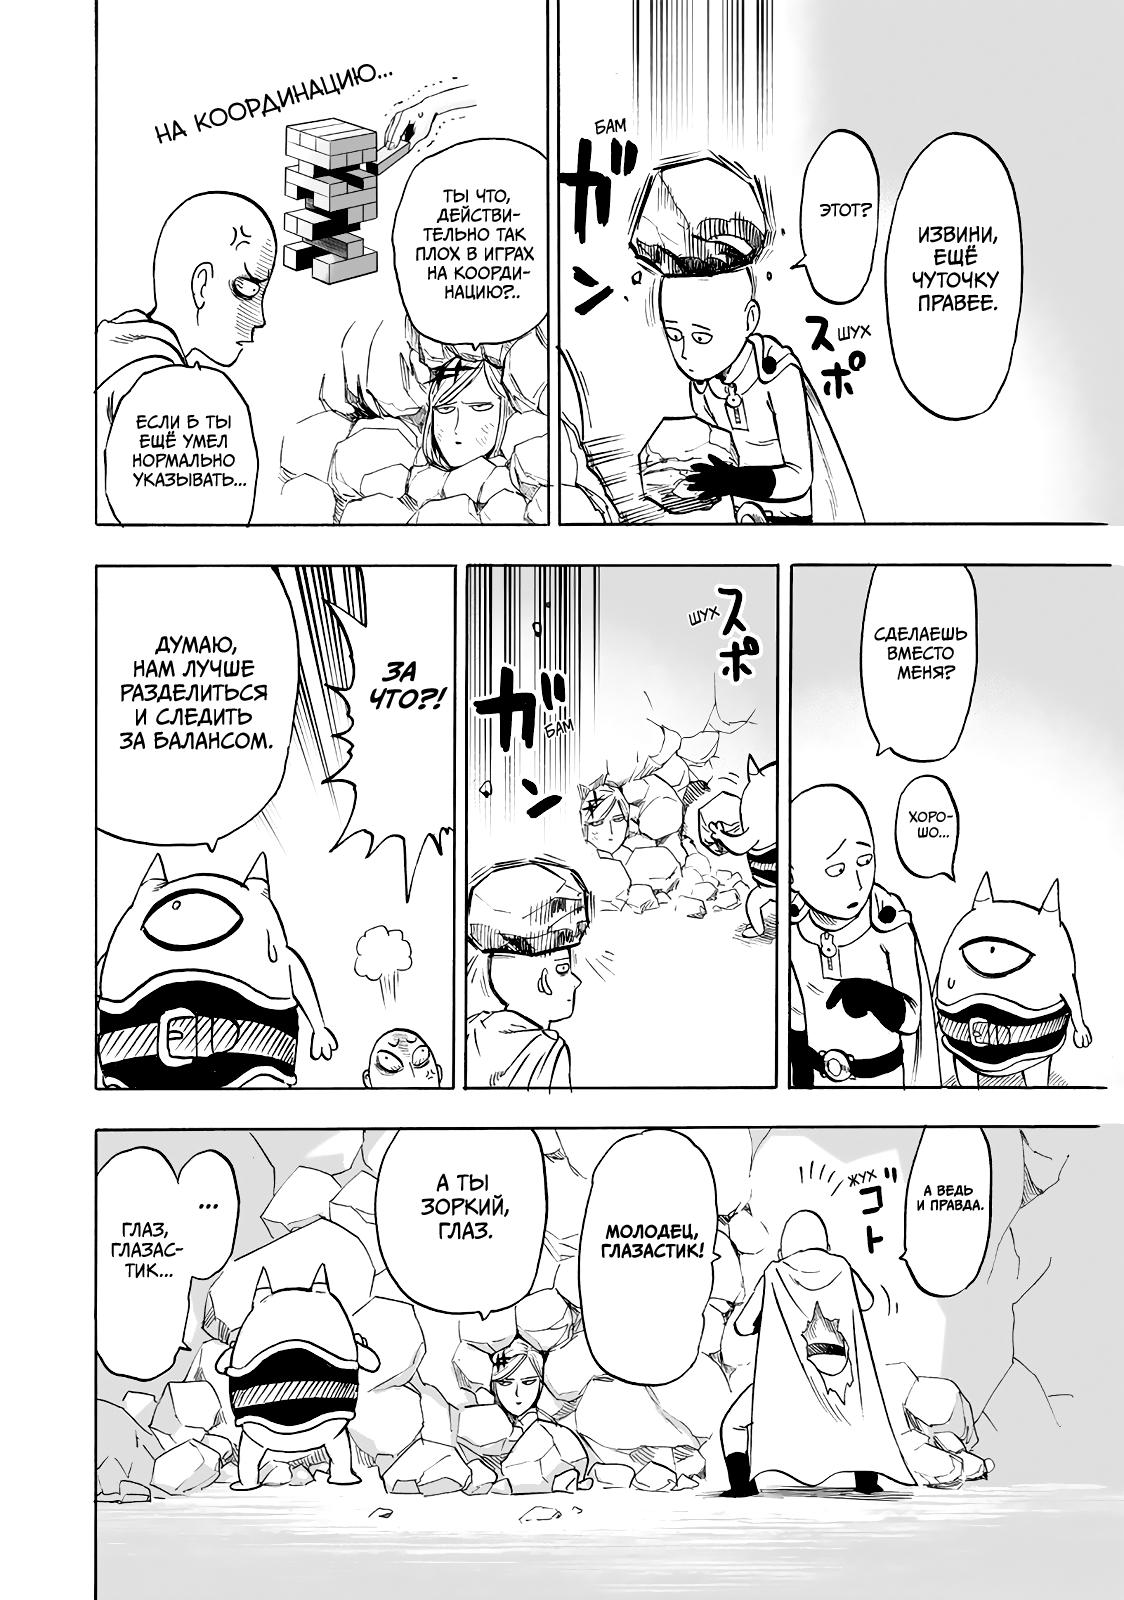 ИЗВИНИ,
ЕЩЁ
ЧУТОЧКУ
ПРАВЕЕ.
ЭТОТ?
ШУХ
スポ
БАМ
ガン
НА КООРДИНАЦИЮ...
ТЫ ЧТО,
ДЕЙСТВИ-
ТЕЛЬНО ТАК
ПЛОХ В ИГРАХ
НА КООРДИ-
НАЦИЮ?..
ЕСЛИ Б ТЫ
ЕЩЁ УМЕЛ
НОРМАЛЬНО
УКАЗЫВАТЬ...
СДЕЛАЕШЬ
ВМЕСТО
МЕНЯ?
ХОРО-
ШО...
ШУХ
スポ
БАМ
ガン
ЗА
ЧТО?!
ДУМАЮ,
НАМ ЛУЧШЕ
РАЗДЕЛИТЬСЯ
И СЛЕДИТЬ
ЗА БАЛАНСОМ.
А ВЕДЬ
И ПРАВДА.
ЖУХ
ゴト
МОЛОДЕЦ,
ГЛАЗАСТИК!
А ТЫ
ЗОРКИЙ,
ГЛАЗ.
...
ГЛАЗ,
ГЛАЗАС-
ТИК...